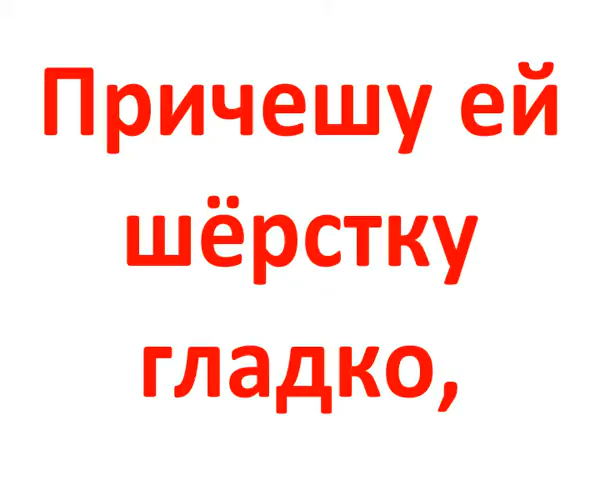 Причешу ей
шёрстку
гладко,